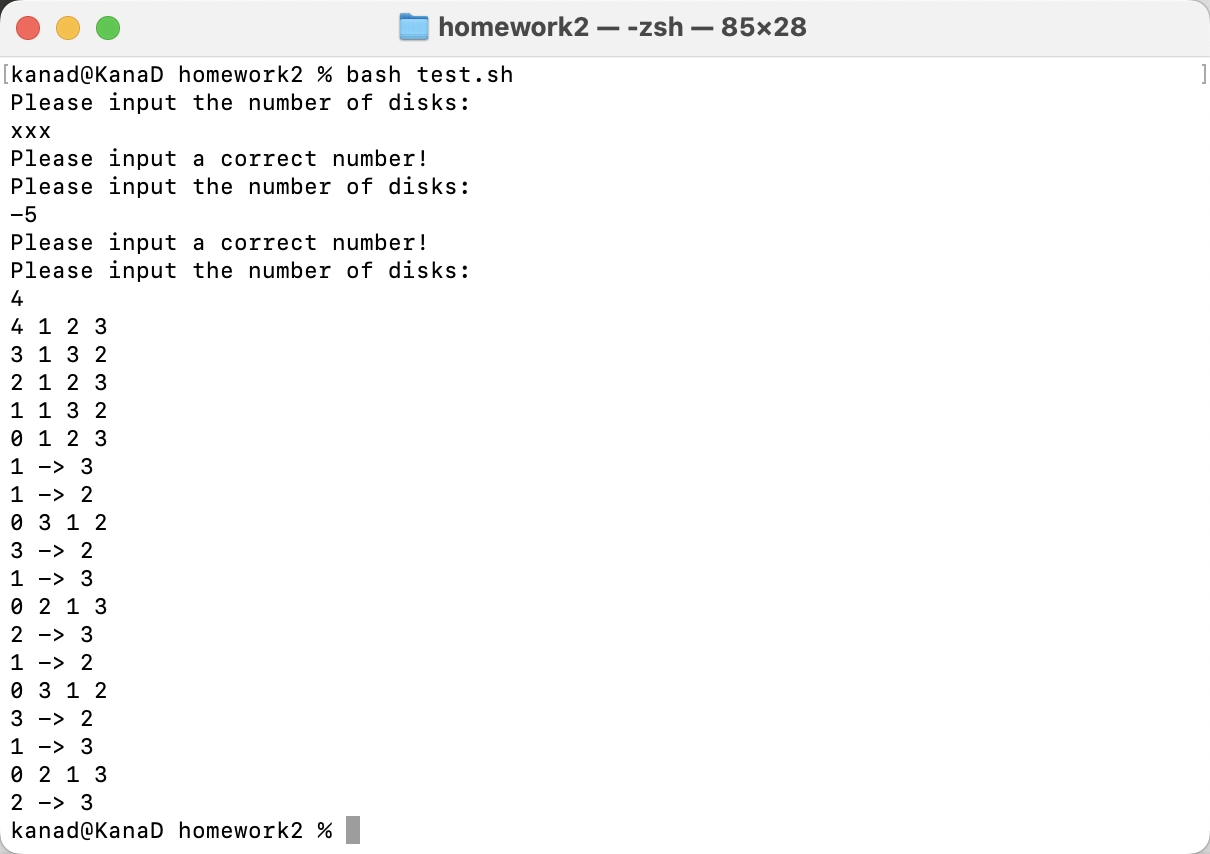 homework2 — -zsh — 85×28
[kanad@KanaD homework2 % bash test.sh ]
Please input the number of disks:
xxx
Please input a correct number!
Please input the number of disks:
-5
Please input a correct number!
Please input the number of disks:
4
4 1 2 3
3 1 3 2
2 1 2 3
1 1 3 2
0 1 2 3
1 -> 3
1 -> 2
0 3 1 2
3 -> 2
1 -> 3
0 2 1 3
2 -> 3
1 -> 2
0 3 1 2
3 -> 2
1 -> 3
0 2 1 3
2 -> 3
kanad@KanaD homework2 %